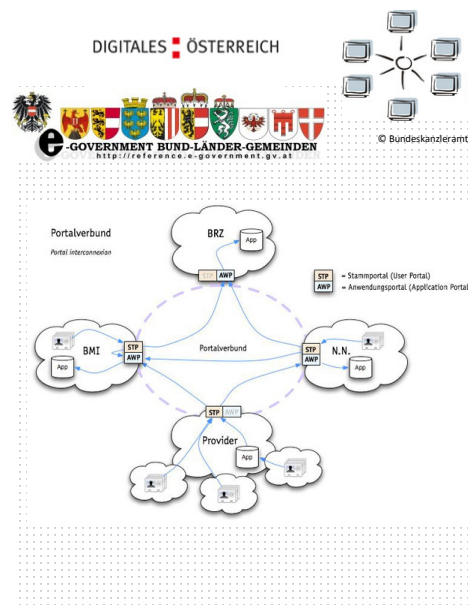 DIGITALES ÖSTERREICH
© Bundeskanzleramt
e-GOVERNMENT BUND-LÄNDER-GEMEINDEN
http://reference.e-government.gv.at
Portalverbund
Portal interconnexion
BRZ
App
STP AWP
STP = Stammportal (User Portal)
AWP = Anwendungsportal (Application Portal
BMI
App
STP
AWP
Portalverbund
STP
AWP
N.N.
App
STP AWP
Provider
App